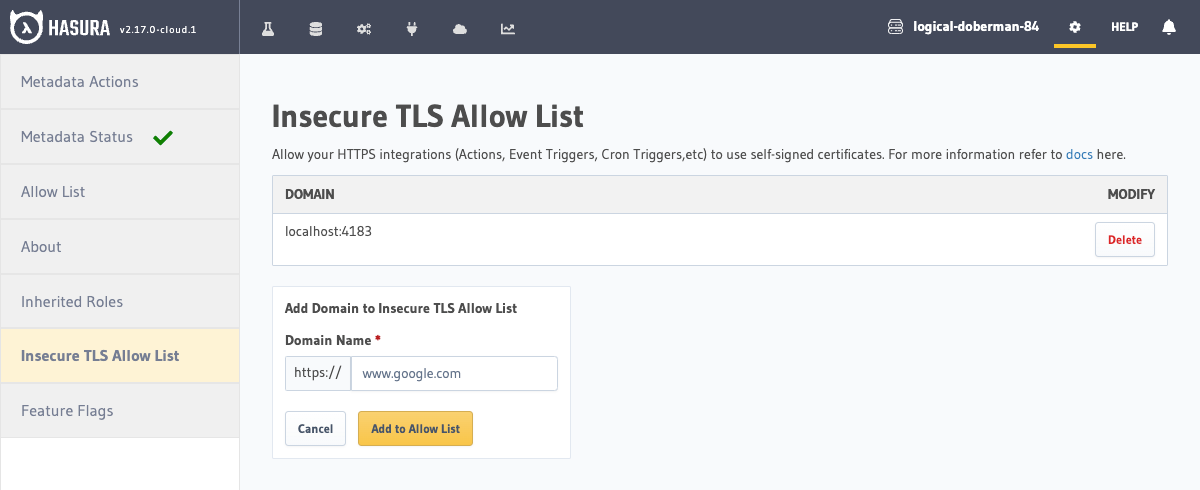 HASURA v2.17.0-cloud.1
logical-doberman-84
HELP
Metadata Actions
Metadata Status
Allow List
About
Inherited Roles
Insecure TLS Allow List
Feature Flags
Insecure TLS Allow List
Allow your HTTPS integrations (Actions, Event Triggers, Cron Triggers,etc) to use self-signed certificates. For more information refer to docs here.
DOMAIN MODIFY
localhost:4183 Delete
Add Domain to Insecure TLS Allow List
Domain Name *
https:// www.google.com
Cancel Add to Allow List